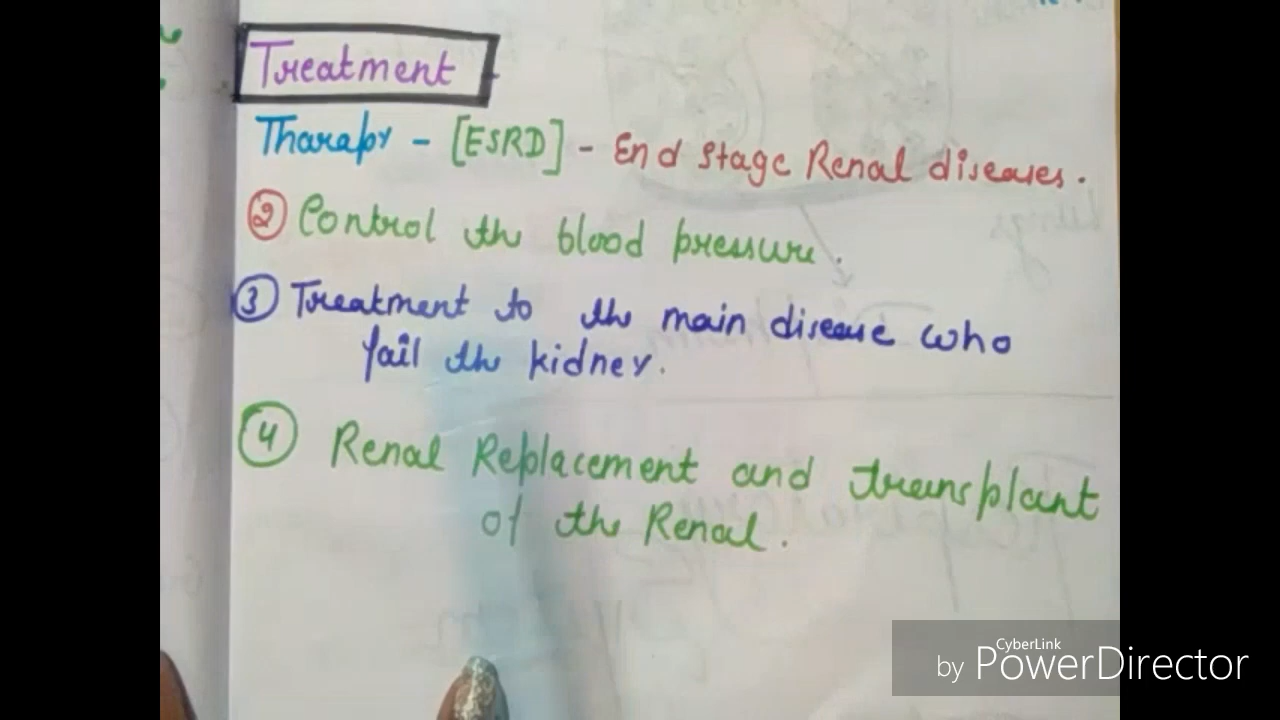 Treatment
Tharapy - [ESRD] - End stage Renal diseases.
② Control the blood pressure.
③ Treatment to the main disease who
fail the kidney.
④ Renal Replacement and transplant
of the Renal.
CyberLink
by PowerDirector